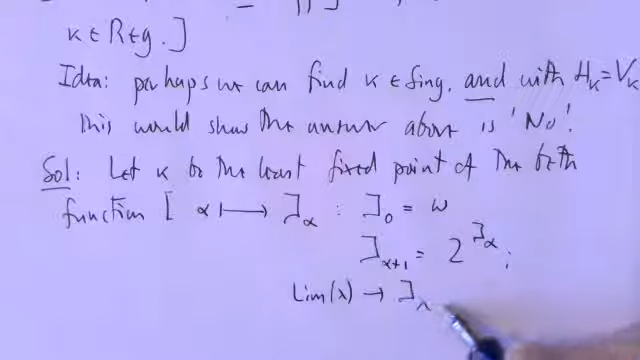 κ ∈ Reg.]
Idea: perhaps we can find κ ∈ Sing. and with H_κ = V_κ
this would show the answer above is 'No'.
Sol: Let κ be the least fixed point of the beth
function [ α ↦ ℶ_α : ℶ_0 = ω
ℶ_{α+1} = 2^{ℶ_α};
Lim(λ) → ℶ_λ